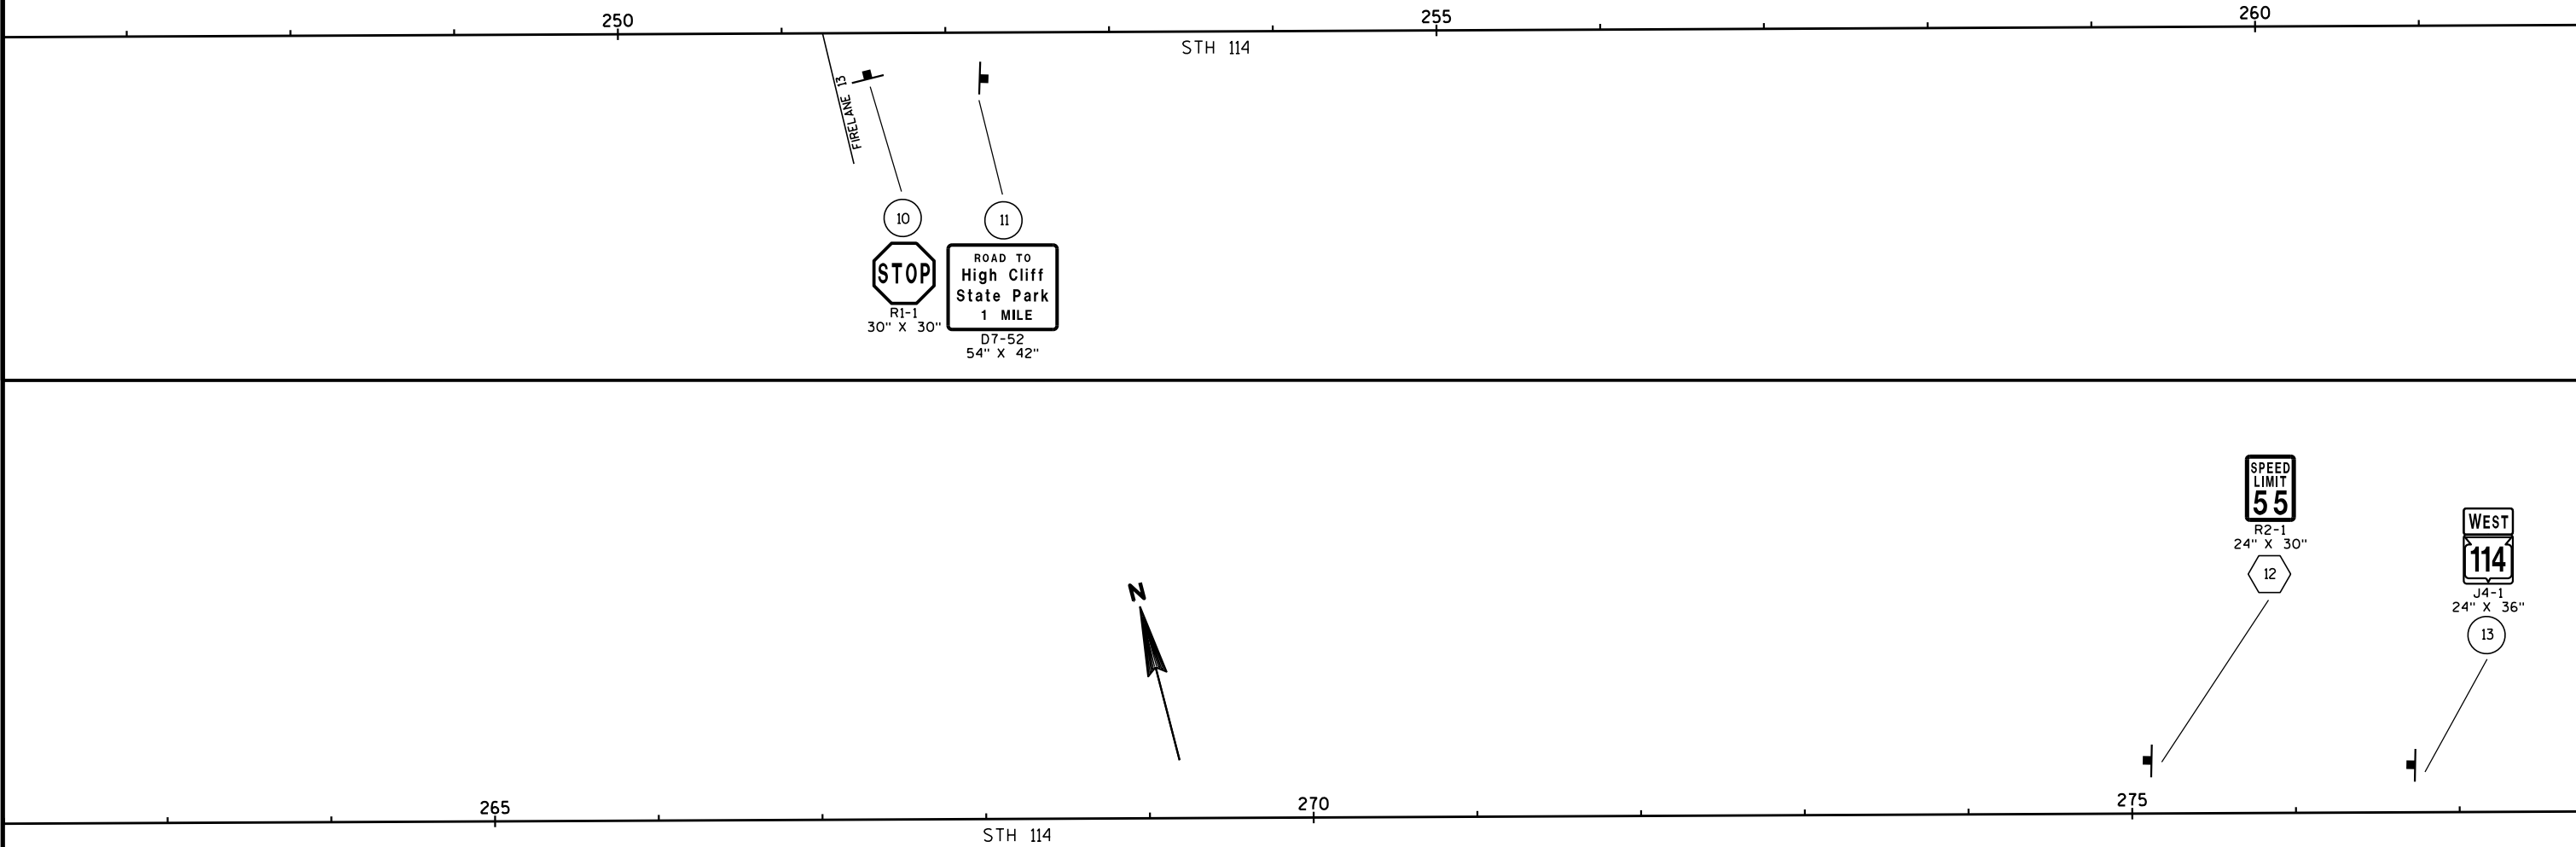 250
255
260
STH 114
FIRELANE 13
10
11
STOP
R1-1
30" X 30"
ROAD TO
High Cliff
State Park
1 MILE
D7-52
54" X 42"
SPEED
LIMIT
55
R2-1
24" X 30"
12
WEST
114
J4-1
24" X 36"
13
N
265
270
275
STH 114